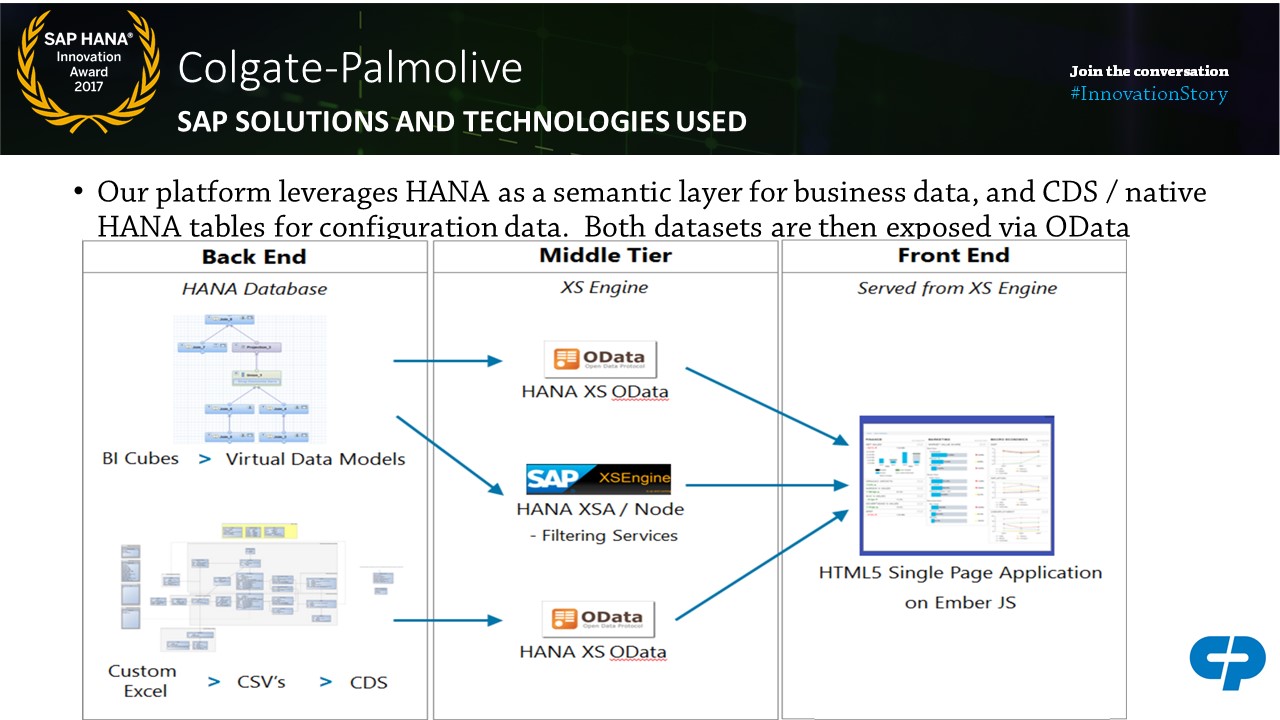 SAP HANA®
Innovation
Award
2017
Colgate-Palmolive
SAP SOLUTIONS AND TECHNOLOGIES USED
Join the conversation
#InnovationStory
• Our platform leverages HANA as a semantic layer for business data, and CDS / native
HANA tables for configuration data. Both datasets are then exposed via OData
Back End
HANA Database
BI Cubes > Virtual Data Models
Custom
Excel > CSV's > CDS
Middle Tier
XS Engine
OData
Open Data Protocol
HANA XS OData
SAP XSEngine
HANA XSA / Node
- Filtering Services
OData
Open Data Protocol
HANA XS OData
Front End
Served from XS Engine
HTML5 Single Page Application
on Ember JS